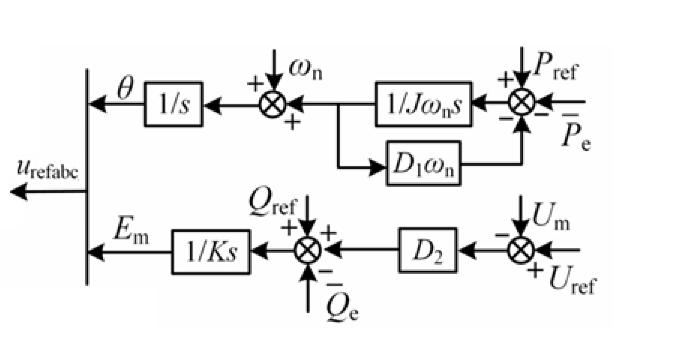 θ 1/s + ωn + 1/Jωns + Pref
− − P̅e
D1ωn
urefabc
Qref + + − Um
Em 1/Ks D2
− + Uref
Q̅e